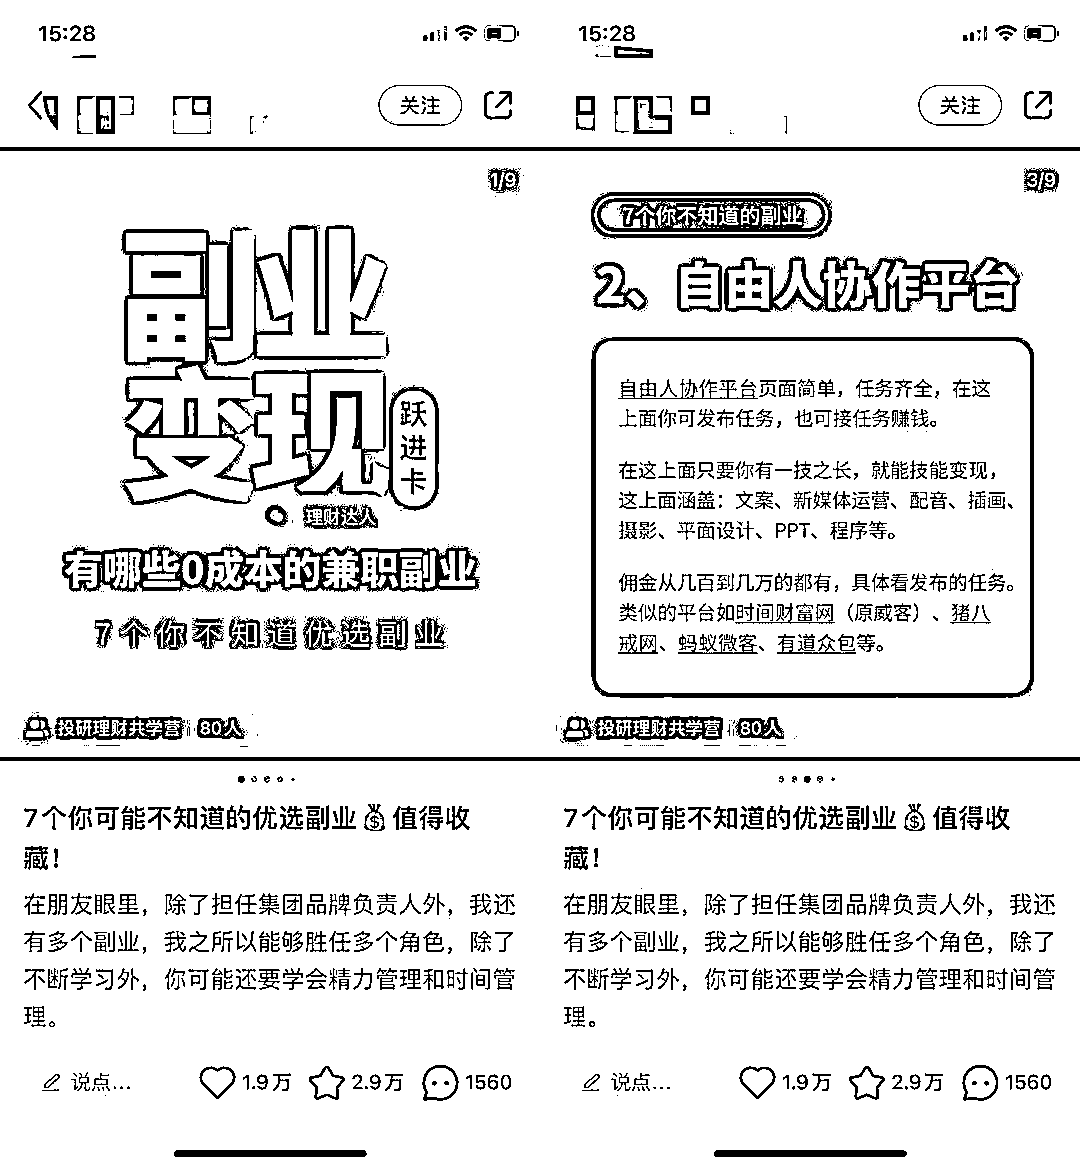 15:28
关注
1/9
副业
变现
跃进卡
理财达人
有哪些0成本的兼职副业
7个你不知道优选副业
投研理财共学营 80人
7个你可能不知道的优选副业💰值得收
藏！
在朋友眼里，除了担任集团品牌负责人外，我还
有多个副业，我之所以能够胜任多个角色，除了
不断学习外，你可能还要学会精力管理和时间管
理。
说点... 1.9万 2.9万 1560
15:28
关注
3/9
7个你不知道的副业
2、自由人协作平台
自由人协作平台页面简单，任务齐全，在这
上面你可发布任务，也可接任务赚钱。
在这上面只要你有一技之长，就能技能变现，
这上面涵盖：文案、新媒体运营、配音、插画、
摄影、平面设计、PPT、程序等。
佣金从几百到几万的都有，具体看发布的任务。
类似的平台如时间财富网（原威客）、猪八
戒网、蚂蚁微客、有道众包等。
投研理财共学营 80人
7个你可能不知道的优选副业💰值得收
藏！
在朋友眼里，除了担任集团品牌负责人外，我还
有多个副业，我之所以能够胜任多个角色，除了
不断学习外，你可能还要学会精力管理和时间管
理。
说点... 1.9万 2.9万 1560